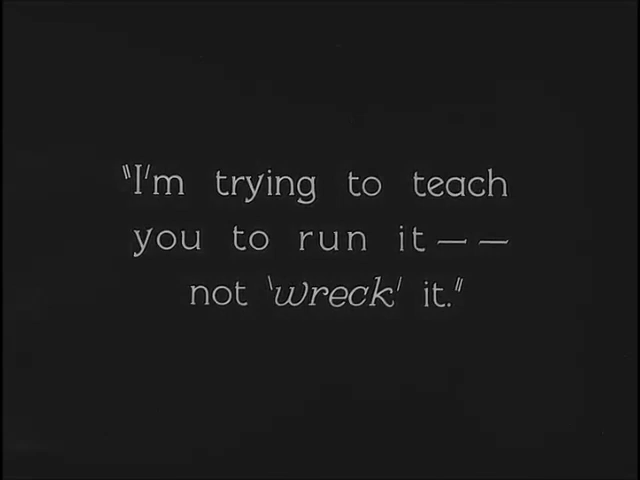 "I'm trying to teach
you to run it — —
not 'wreck' it."